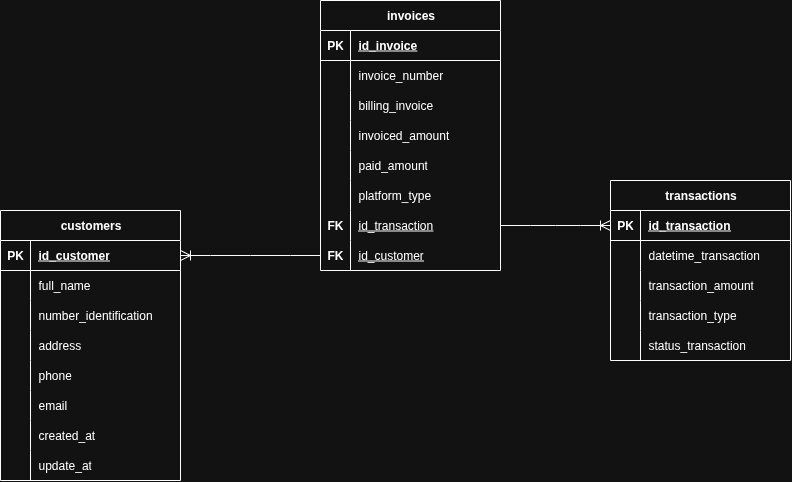 invoices
PK id_invoice
invoice_number
billing_invoice
invoiced_amount
paid_amount
platform_type
FK id_transaction
FK id_customer
customers
PK id_customer
full_name
number_identification
address
phone
email
created_at
update_at
transactions
PK id_transaction
datetime_transaction
transaction_amount
transaction_type
status_transaction